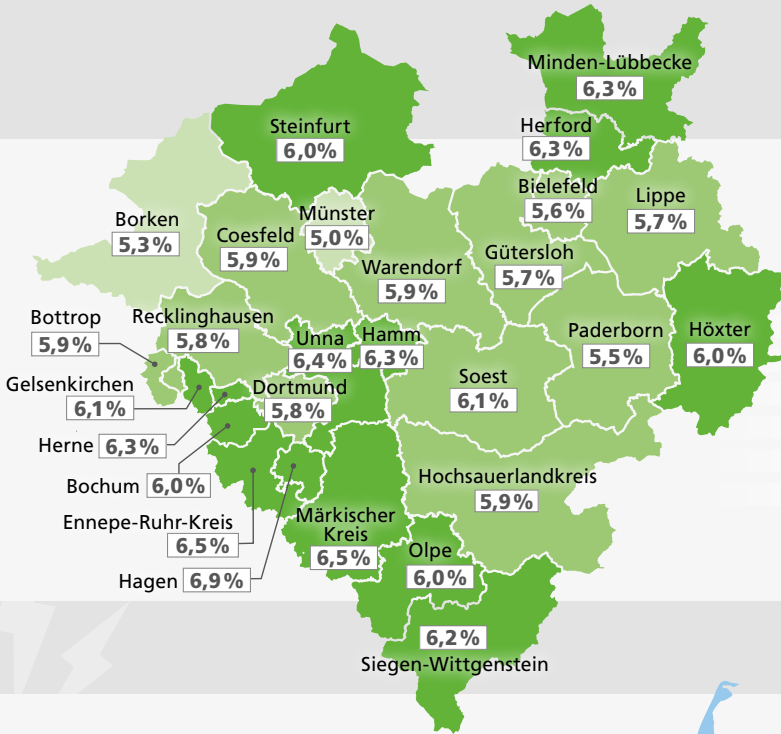 Minden-Lübbecke
6,3%
Steinfurt
6,0%
Herford
6,3%
Bielefeld
5,6%
Lippe
5,7%
Borken
5,3%
Münster
5,0%
Coesfeld
5,9%
Warendorf
5,9%
Gütersloh
5,7%
Bottrop
5,9%
Recklinghausen
5,8%
Unna
6,4%
Hamm
6,3%
Paderborn
5,5%
Höxter
6,0%
Gelsenkirchen
6,1%
Dortmund
5,8%
Soest
6,1%
Herne 6,3%
Bochum 6,0%
Hochsauerlandkreis
5,9%
Ennepe-Ruhr-Kreis
6,5%
Märkischer
Kreis
6,5%
Hagen 6,9%
Olpe
6,0%
6,2%
Siegen-Wittgenstein